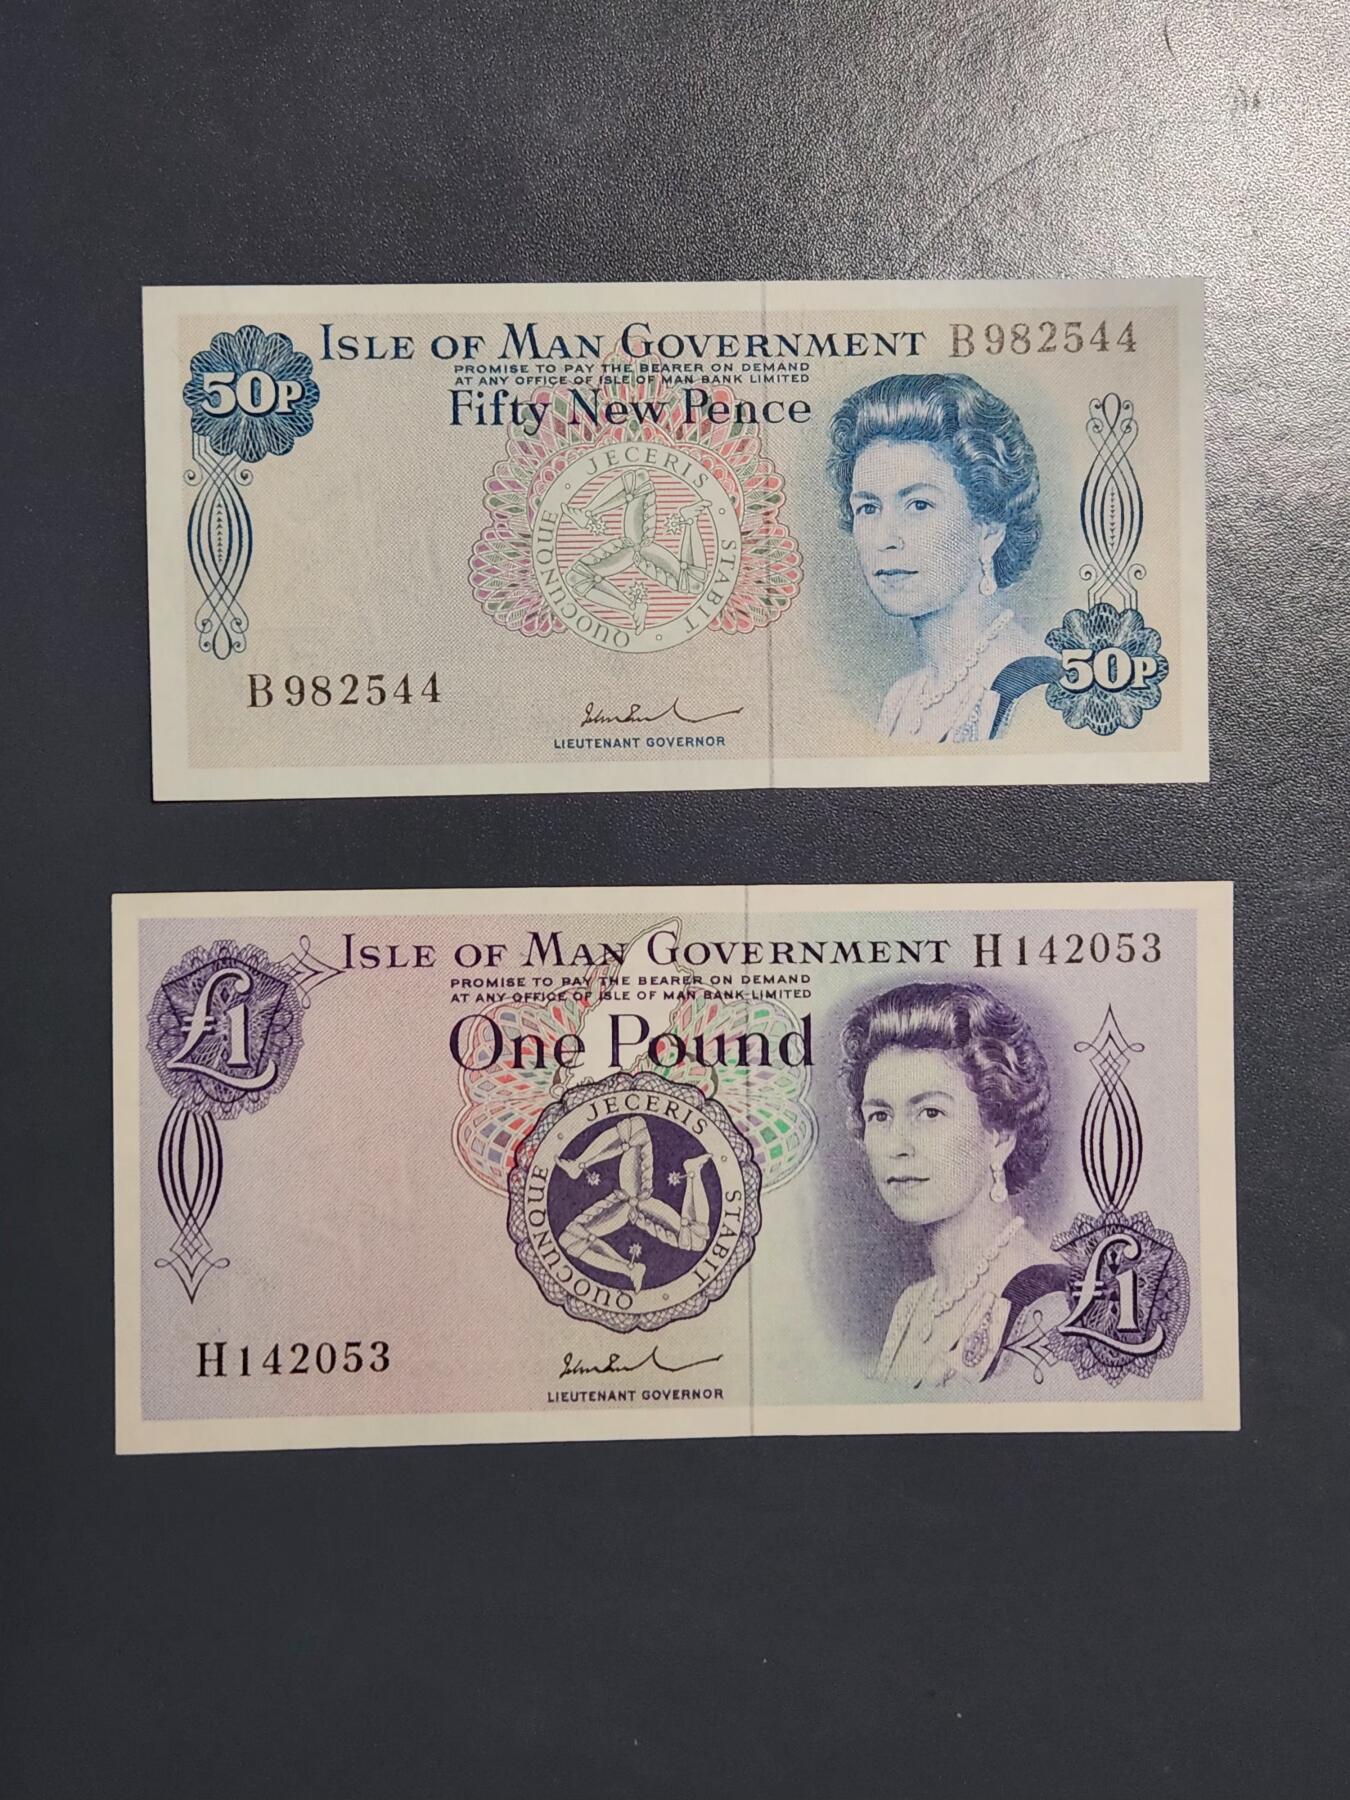 50P
ISLE OF MAN GOVERNMENT B982544
PROMISE TO PAY THE BEARER ON DEMAND
AT ANY OFFICE OF ISLE OF MAN BANK LIMITED
Fifty New Pence
QUOCUNQUE · JECERIS · STABIT ·
50P
B982544
LIEUTENANT GOVERNOR
£1
ISLE OF MAN GOVERNMENT H142053
PROMISE TO PAY THE BEARER ON DEMAND
AT ANY OFFICE OF ISLE OF MAN BANK LIMITED
One Pound
QUOCUNQUE · JECERIS · STABIT ·
£1
H142053
LIEUTENANT GOVERNOR